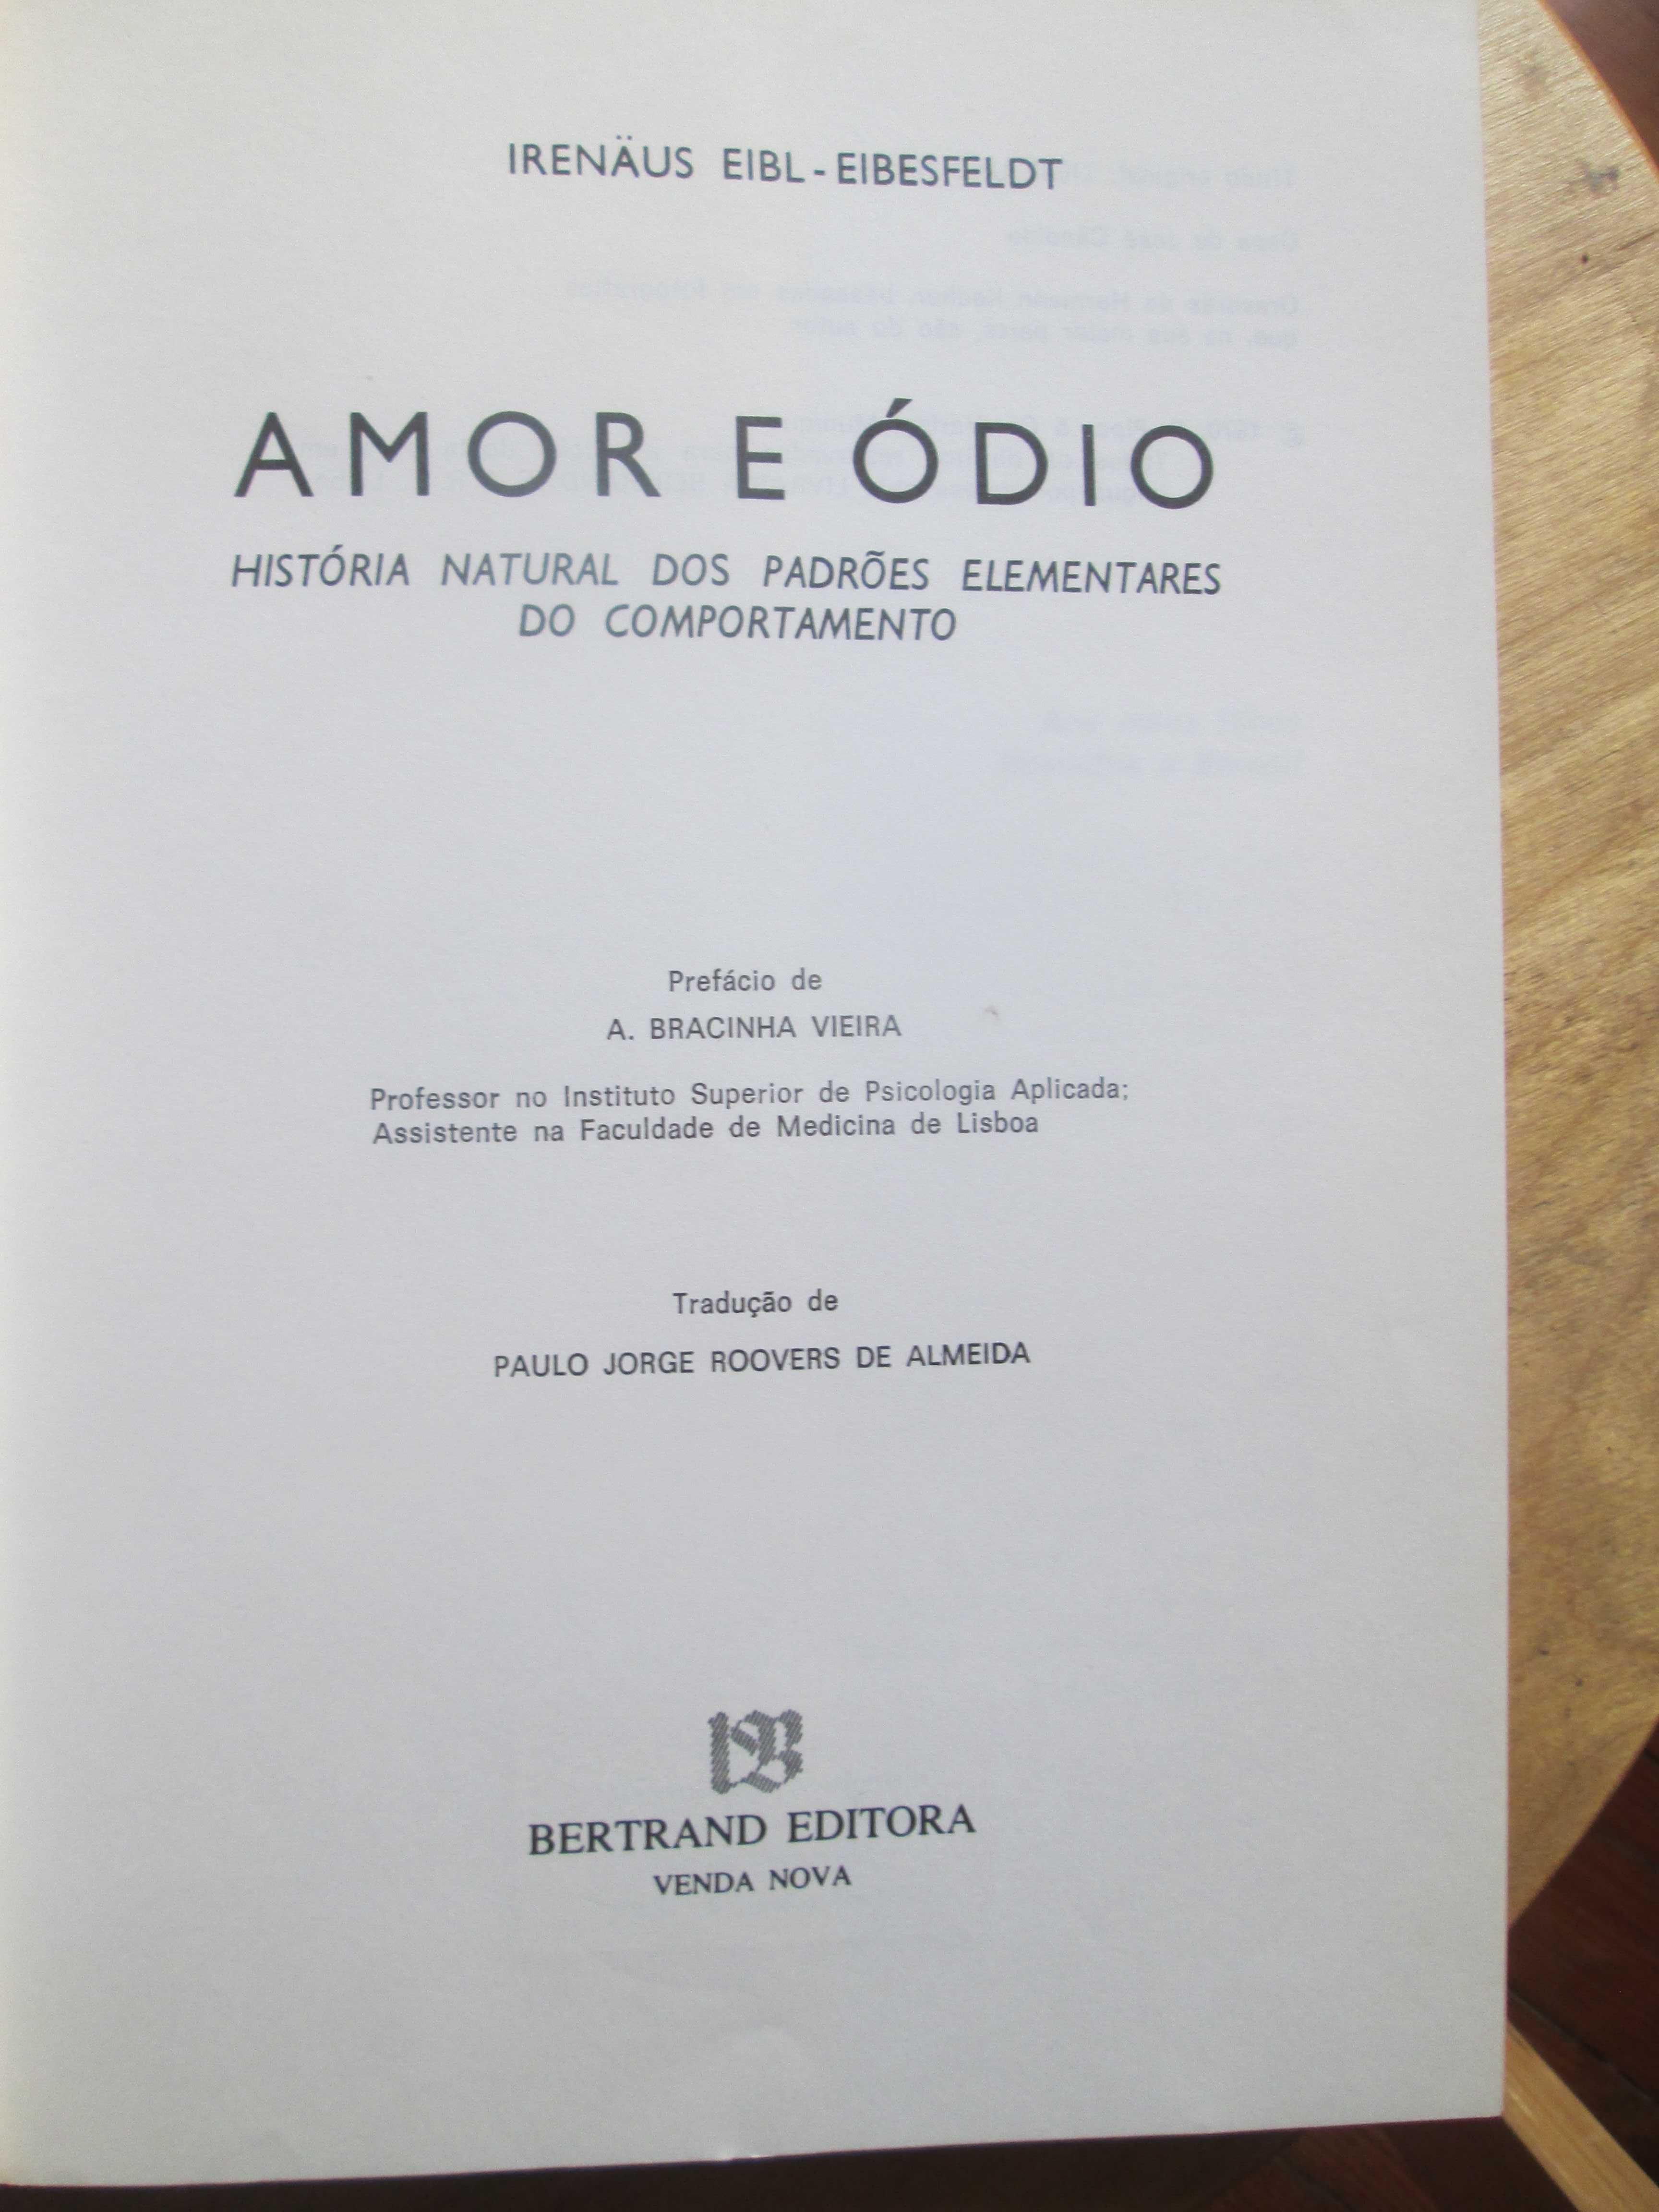 IRENÄUS EIBL-EIBESFELDT
AMOR E ÓDIO
HISTÓRIA NATURAL DOS PADRÕES ELEMENTARES
DO COMPORTAMENTO
Prefácio de
A. BRACINHA VIEIRA
Professor no Instituto Superior de Psicologia Aplicada;
Assistente na Faculdade de Medicina de Lisboa
Tradução de
PAULO JORGE ROOVERS DE ALMEIDA
BERTRAND EDITORA
VENDA NOVA